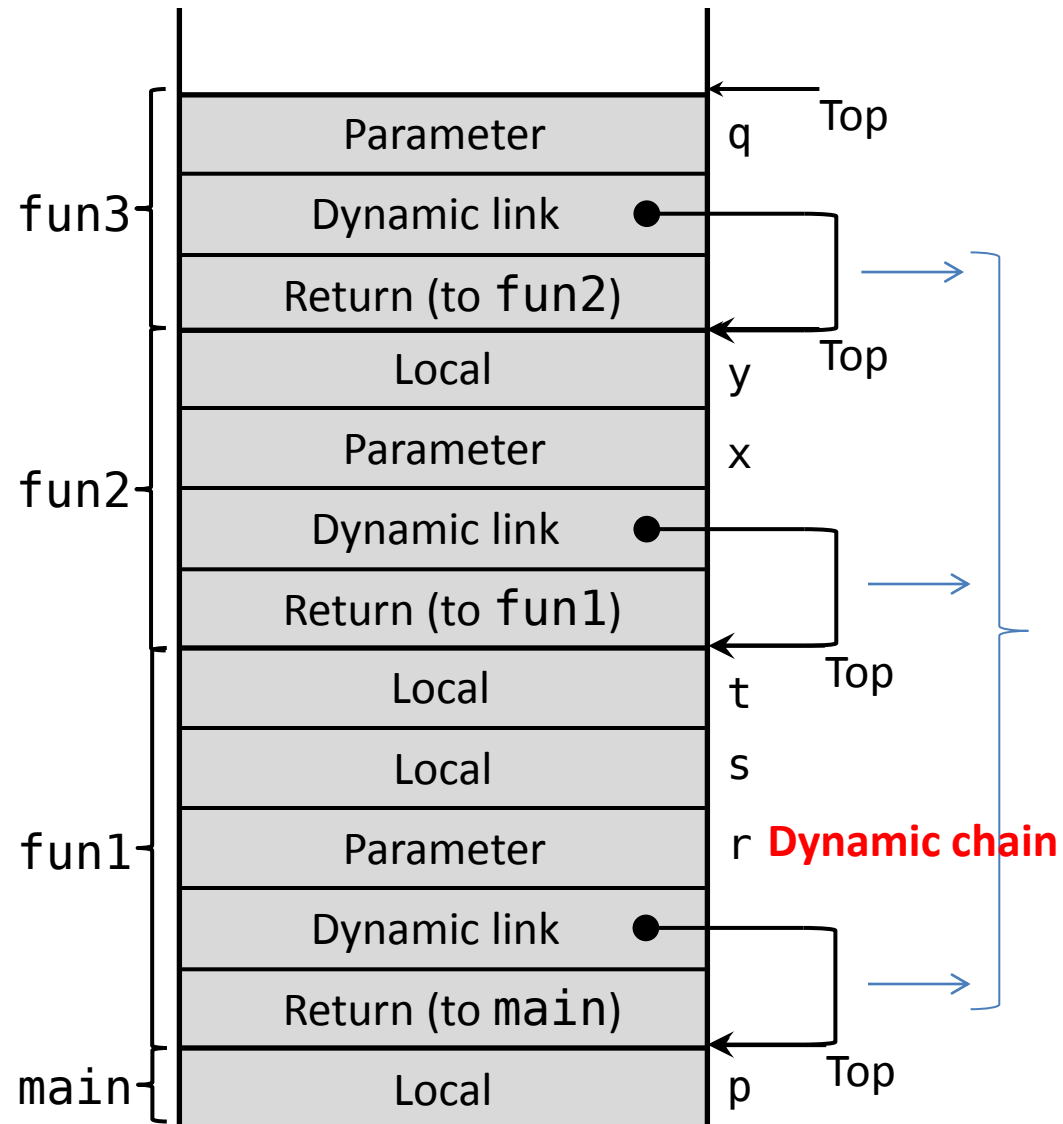 Top
Parameter q
fun3 Dynamic link
Return (to fun2)
Top
Local y
Parameter x
fun2
Dynamic link
Return (to fun1)
Top
Local t
Local s
fun1 Parameter r Dynamic chain
Dynamic link
Return (to main)
Top
main Local p